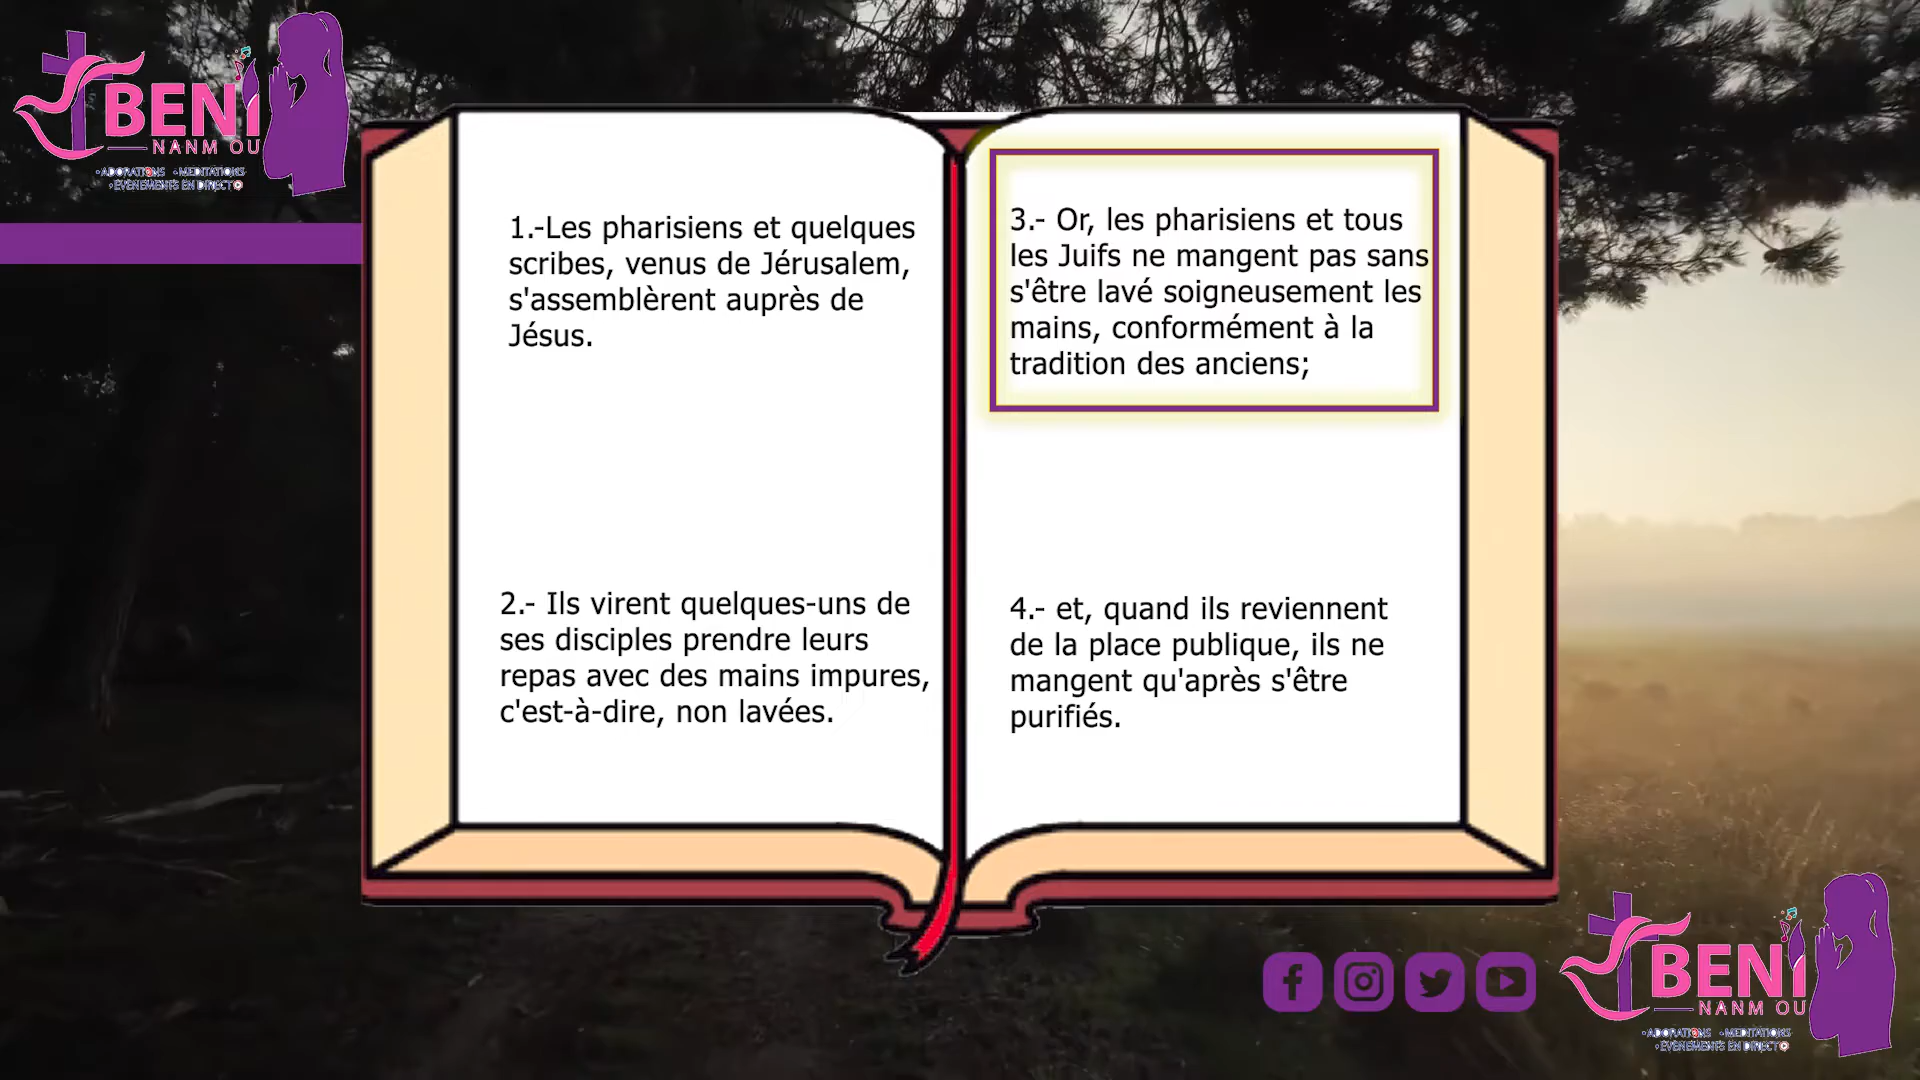 BENI
NANM OU
·ADORATIONS ·MEDITATIONS
·EVENEMENTS EN DIRECT
1.-Les pharisiens et quelques
scribes, venus de Jérusalem,
s'assemblèrent auprès de
Jésus.
2.- Ils virent quelques-uns de
ses disciples prendre leurs
repas avec des mains impures,
c'est-à-dire, non lavées.
3.- Or, les pharisiens et tous
les Juifs ne mangent pas sans
s'être lavé soigneusement les
mains, conformément à la
tradition des anciens;
4.- et, quand ils reviennent
de la place publique, ils ne
mangent qu'après s'être
purifiés.
BENI
NANM OU
·ADORATIONS ·MEDITATIONS
·EVENEMENTS EN DIRECT